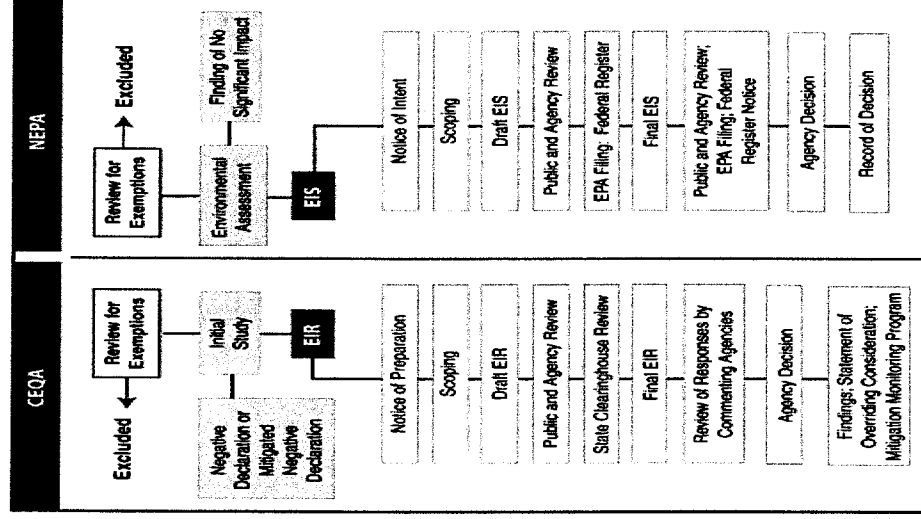 CEQA
Excluded
Review for
Exemptions
Initial
Study
Negative
Declaration or
Mitigated
Negative
Declaration
EIR
Notice of Preparation
Scoping
Draft EIR
Public and Agency Review
State Clearinghouse Review
Final EIR
Review of Responses by
Commenting Agencies
Agency Decision
Findings; Statement of
Overriding Consideration;
Mitigation Monitoring Program
NEPA
Review for
Exemptions
Excluded
Environmental
Assessment
Finding of No
Significant Impact
EIS
Notice of Intent
Scoping
Draft EIS
Public and Agency Review
EPA Filing: Federal Register
Final EIS
Public and Agency Review;
EPA Filing; Federal
Register Notice
Agency Decision
Record of Decision